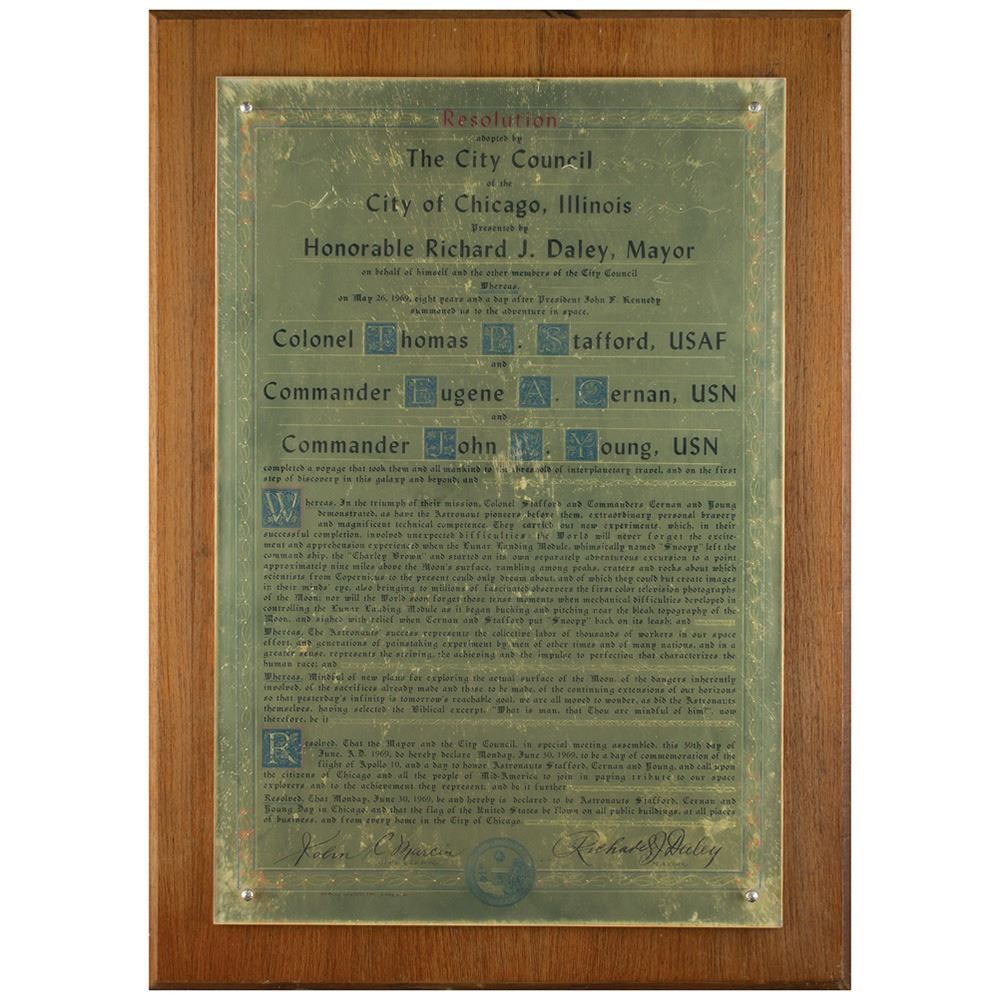 Resolution
adopted by
The City Council
of the
City of Chicago, Illinois
Presented by
Honorable Richard J. Daley, Mayor
on behalf of himself and the other members of the City Council
Whereas,
on May 26, 1969, eight years and a day after President John F. Kennedy
summoned us to the adventure in space,
Colonel Thomas P. Stafford, USAF
and
Commander Eugene A. Cernan, USN
and
Commander John W. Young, USN
completed a voyage that took them and all mankind to the threshold of interplanetary travel, and on the first
step of discovery in this galaxy and beyond; and
Whereas, In the triumph of their mission, Colonel Stafford and Commanders Cernan and Young
demonstrated, as have the Astronaut pioneers before them, extraordinary personal bravery
and magnificent technical competence. They carried out new experiments, which, in their
successful completion, involved unexpected difficulties; the World will never forget the excite-
ment and apprehension experienced when the Lunar Landing Module, whimsically named "Snoopy" left the
command ship, the "Charley Brown" and started on its own separately adventurous excursion to a point
approximately nine miles above the Moon's surface, rambling among peaks, craters and rocks about which
scientists from Copernicus to the present could only dream about, and of which they could but create images
in their minds' eye, also bringing to millions of fascinated observers the first color television photographs
of the Moon; nor will the World soon forget those tense moments when mechanical difficulties developed in
controlling the Lunar Landing Module as it began bucking and pitching near the bleak topography of the
Moon, and sighed with relief when Cernan and Stafford put "Snoopy" back on its leash; and
Whereas, The Astronauts' success represents the collective labor of thousands of workers in our space
effort, and generations of painstaking experiment by men of other times and of many nations, and in a
greater sense, represents the striving, the achieving and the impulse to perfection that characterizes the
human race; and
Whereas, Mindful of new plans for exploring the actual surface of the Moon, of the dangers inherently
involved, of the sacrifices already made and those to be made, of the continuing extensions of our horizons
so that yesterday's infinity is tomorrow's reachable goal, we are all moved to wonder, as did the Astronauts
themselves, having selected the Biblical excerpt, "What is man, that Thou are mindful of him?", now
therefore, be it
Resolved, That the Mayor and the City Council, in special meeting assembled, this 30th day of
June, A.D. 1969, do hereby declare Monday, June 30, 1969, to be a day of commemoration of the
flight of Apollo 10, and a day to honor Astronauts Stafford, Cernan and Young, and call upon
the citizens of Chicago and all the people of Mid-America to join in paying tribute to our space
explorers and to the achievement they represent; and be it further
Resolved, That Monday, June 30, 1969, be and hereby is declared to be Astronauts Stafford, Cernan and
Young Day in Chicago, and that the flag of the United States be flown on all public buildings, at all places
of business, and from every home in the City of Chicago.
John C. Marcin Richard J. Daley